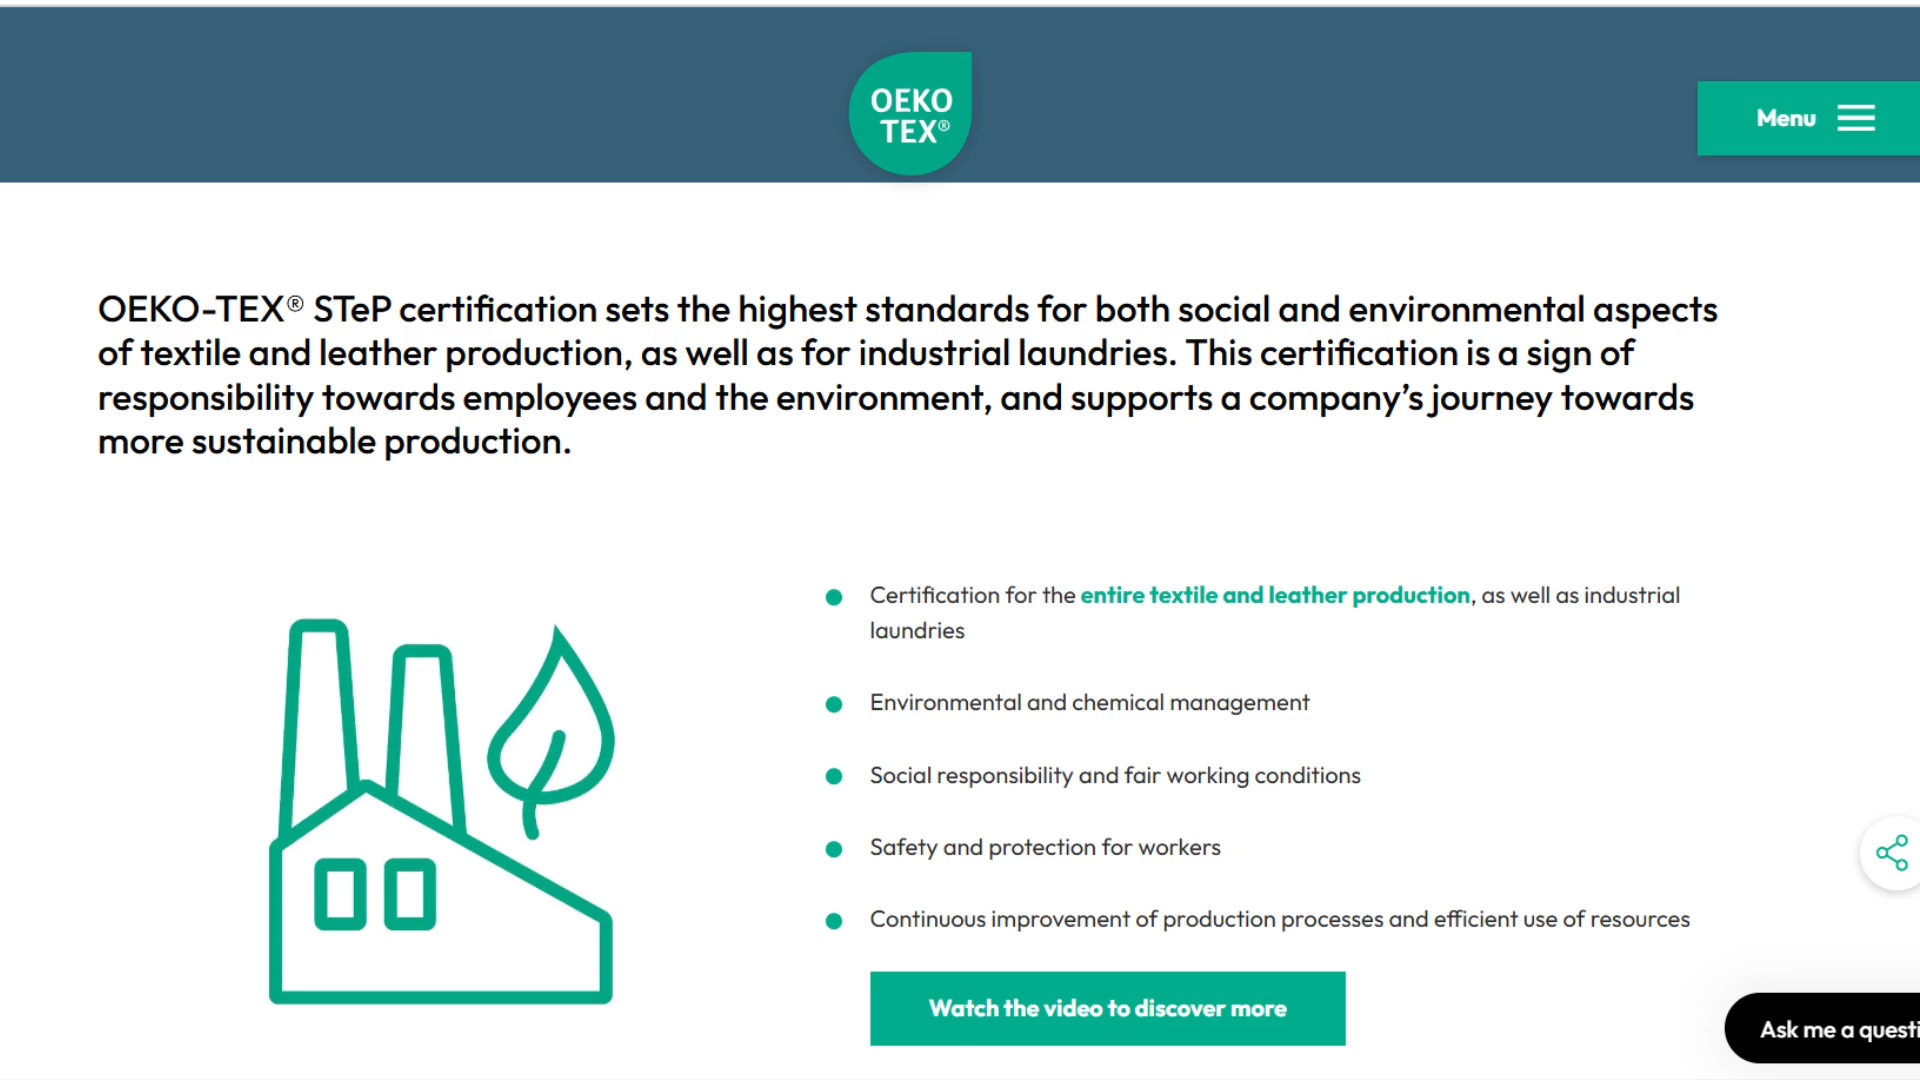 OEKO
TEX®
Menu
OEKO-TEX® STeP certification sets the highest standards for both social and environmental aspects
of textile and leather production, as well as for industrial laundries. This certification is a sign of
responsibility towards employees and the environment, and supports a company’s journey towards
more sustainable production.
Certification for the entire textile and leather production, as well as industrial
laundries
Environmental and chemical management
Social responsibility and fair working conditions
Safety and protection for workers
Continuous improvement of production processes and efficient use of resources
Watch the video to discover more
Ask me a questi